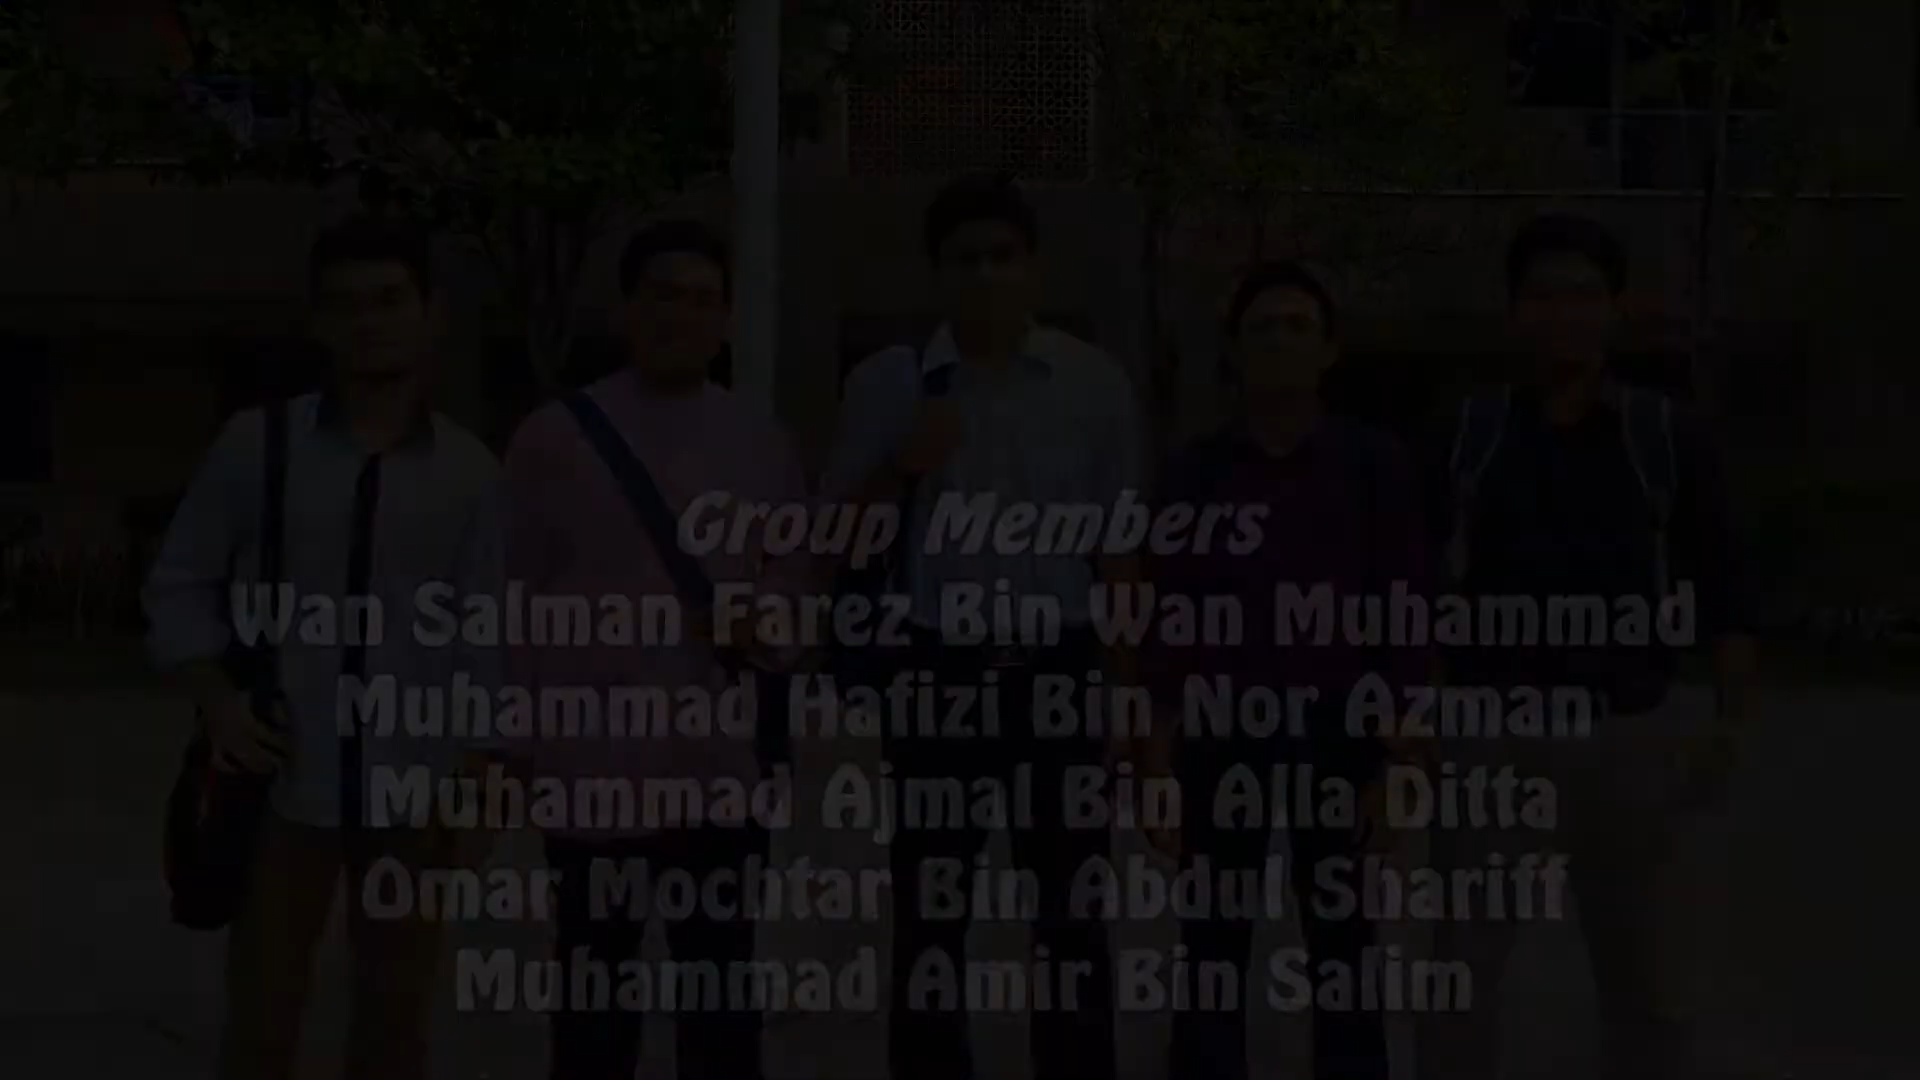 Group Members
Wan Salman Farez Bin Wan Muhammad
Muhammad Hafizi Bin Nor Azman
Muhammad Ajmal Bin Alla Ditta
Omar Mochtar Bin Abdul Shariff
Muhammad Amir Bin Salim